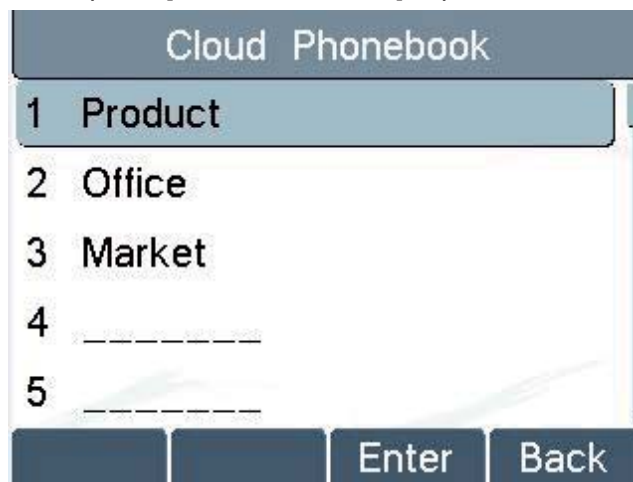 Cloud Phonebook
1 Product
2 Office
3 Market
4 _______
5 _______
Enter Back